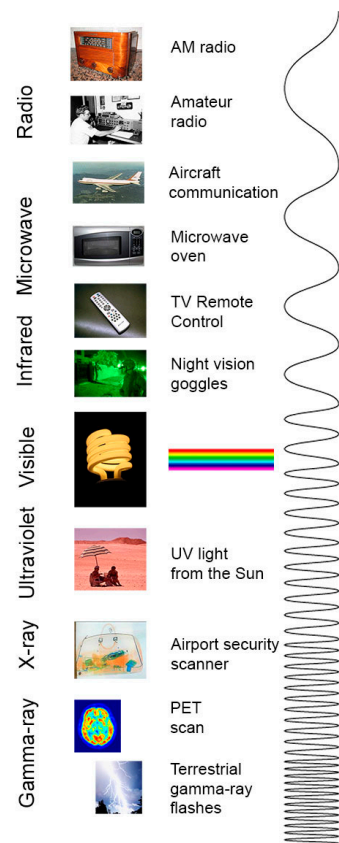 AM radio
Radio
Amateur
radio
Aircraft
communication
Microwave
Microwave
oven
TV Remote
Control
Infrared
Night vision
goggles
Visible
Ultraviolet
UV light
from the Sun
X-ray
Airport security
scanner
Gamma-ray
PET
scan
Terrestrial
gamma-ray
flashes